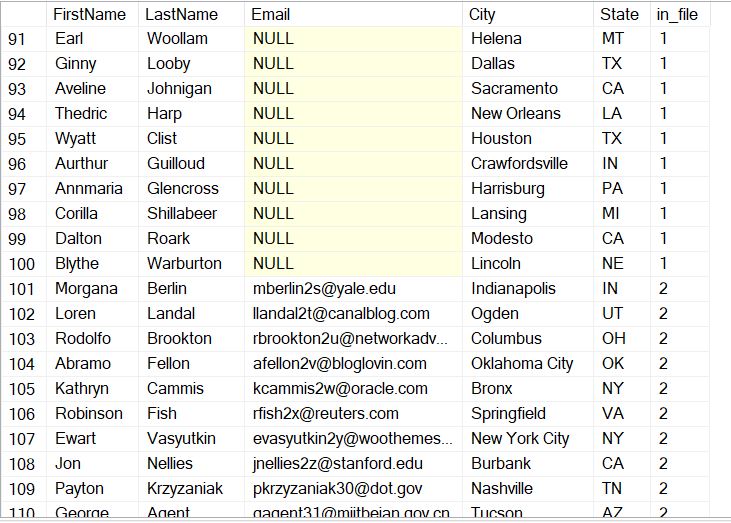 FirstName LastName Email City State in_file
91 Earl Woollam NULL Helena MT 1
92 Ginny Looby NULL Dallas TX 1
93 Aveline Johnigan NULL Sacramento CA 1
94 Thedric Harp NULL New Orleans LA 1
95 Wyatt Clist NULL Houston TX 1
96 Aurthur Guilloud NULL Crawfordsville IN 1
97 Annmaria Glencross NULL Harrisburg PA 1
98 Corilla Shillabeer NULL Lansing MI 1
99 Dalton Roark NULL Modesto CA 1
100 Blythe Warburton NULL Lincoln NE 1
101 Morgana Berlin mberlin2s@yale.edu Indianapolis IN 2
102 Loren Landal llandal2t@canalblog.com Ogden UT 2
103 Rodolfo Brookton rbrookton2u@networkadv... Columbus OH 2
104 Abramo Fellon afellon2v@bloglovin.com Oklahoma City OK 2
105 Kathryn Cammis kcammis2w@oracle.com Bronx NY 2
106 Robinson Fish rfish2x@reuters.com Springfield VA 2
107 Ewart Vasyutkin evasyutkin2y@woothemes... New York City NY 2
108 Jon Nellies jnellies2z@stanford.edu Burbank CA 2
109 Payton Krzyzaniak pkrzyzaniak30@dot.gov Nashville TN 2
110 George Agent gagent31@miitbeian.gov.cn Tucson AZ 2